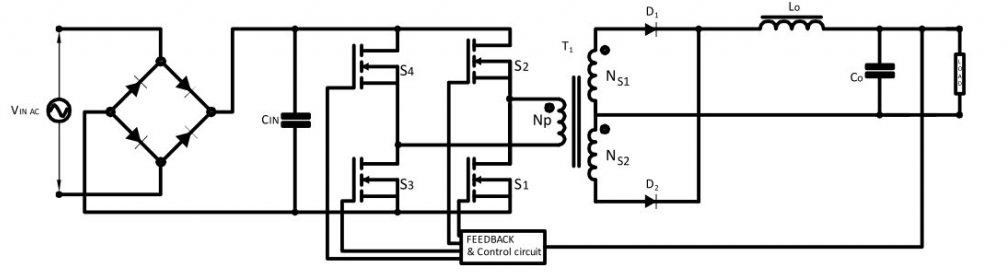 D1
Lo
T1
S4
S2
NS1
VIN AC
CIN
Np
Co
LOAD
NS2
S3
S1
D2
FEEDBACK
& Control circuit